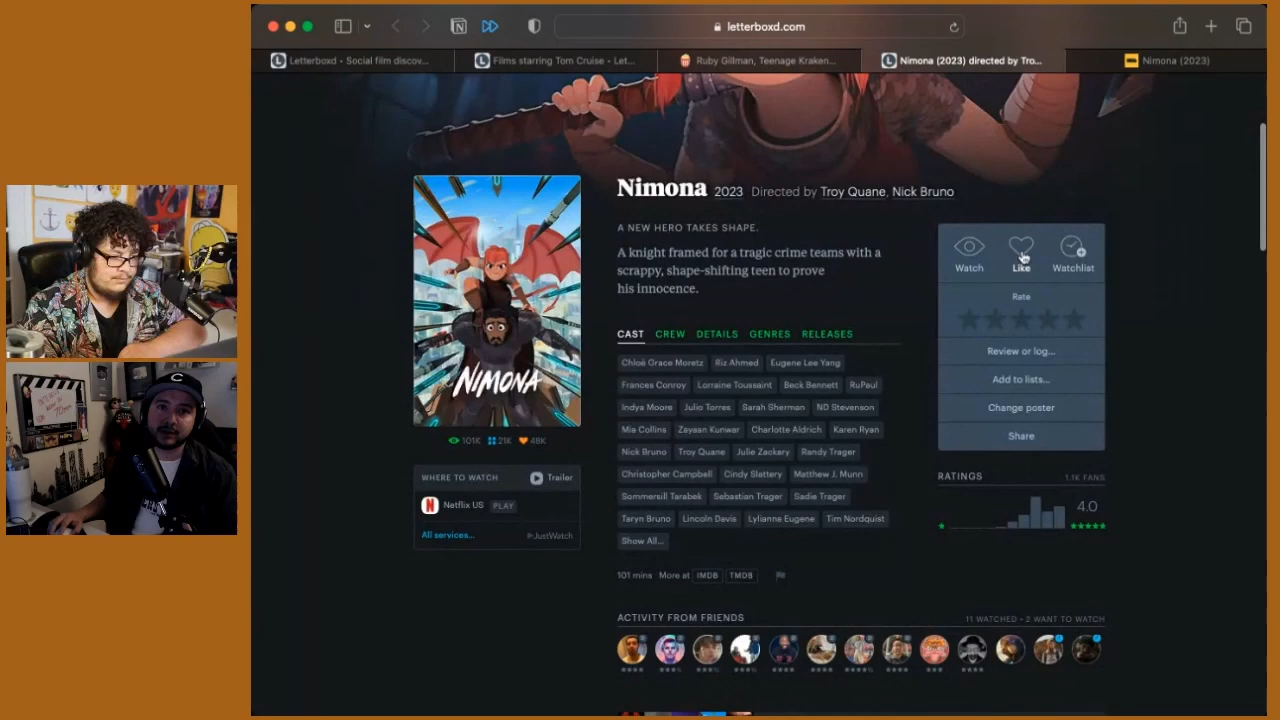 letterboxd.com
Letterboxd • Social film discov...
Films starring Tom Cruise • Let...
Ruby Gillman, Teenage Kraken...
Nimona (2023) directed by Tro...
Nimona (2023)
Nimona 2023 Directed by Troy Quane, Nick Bruno
A NEW HERO TAKES SHAPE.
A knight framed for a tragic crime teams with a
scrappy, shape-shifting teen to prove
his innocence.
Watch Like Watchlist
Rate
Review or log...
Add to lists...
Change poster
Share
NIMONA
101K 21K 48K
WHERE TO WATCH Trailer
Netflix US PLAY
All services... JustWatch
CAST CREW DETAILS GENRES RELEASES
Chloë Grace Moretz Riz Ahmed Eugene Lee Yang
Frances Conroy Lorraine Toussaint Beck Bennett RuPaul
Indya Moore Julio Torres Sarah Sherman ND Stevenson
Mia Collins Zayaan Kunwar Charlotte Aldrich Karen Ryan
Nick Bruno Troy Quane Julie Zackary Randy Trager
Christopher Campbell Cindy Slattery Matthew J. Munn
Sommersill Tarabek Sebastian Trager Sadie Trager
Taryn Bruno Lincoln Davis Lylianne Eugene Tim Nordquist
Show All...
RATINGS 1.1K FANS
4.0
101 mins More at IMDB TMDB
ACTIVITY FROM FRIENDS 11 WATCHED • 2 WANT TO WATCH